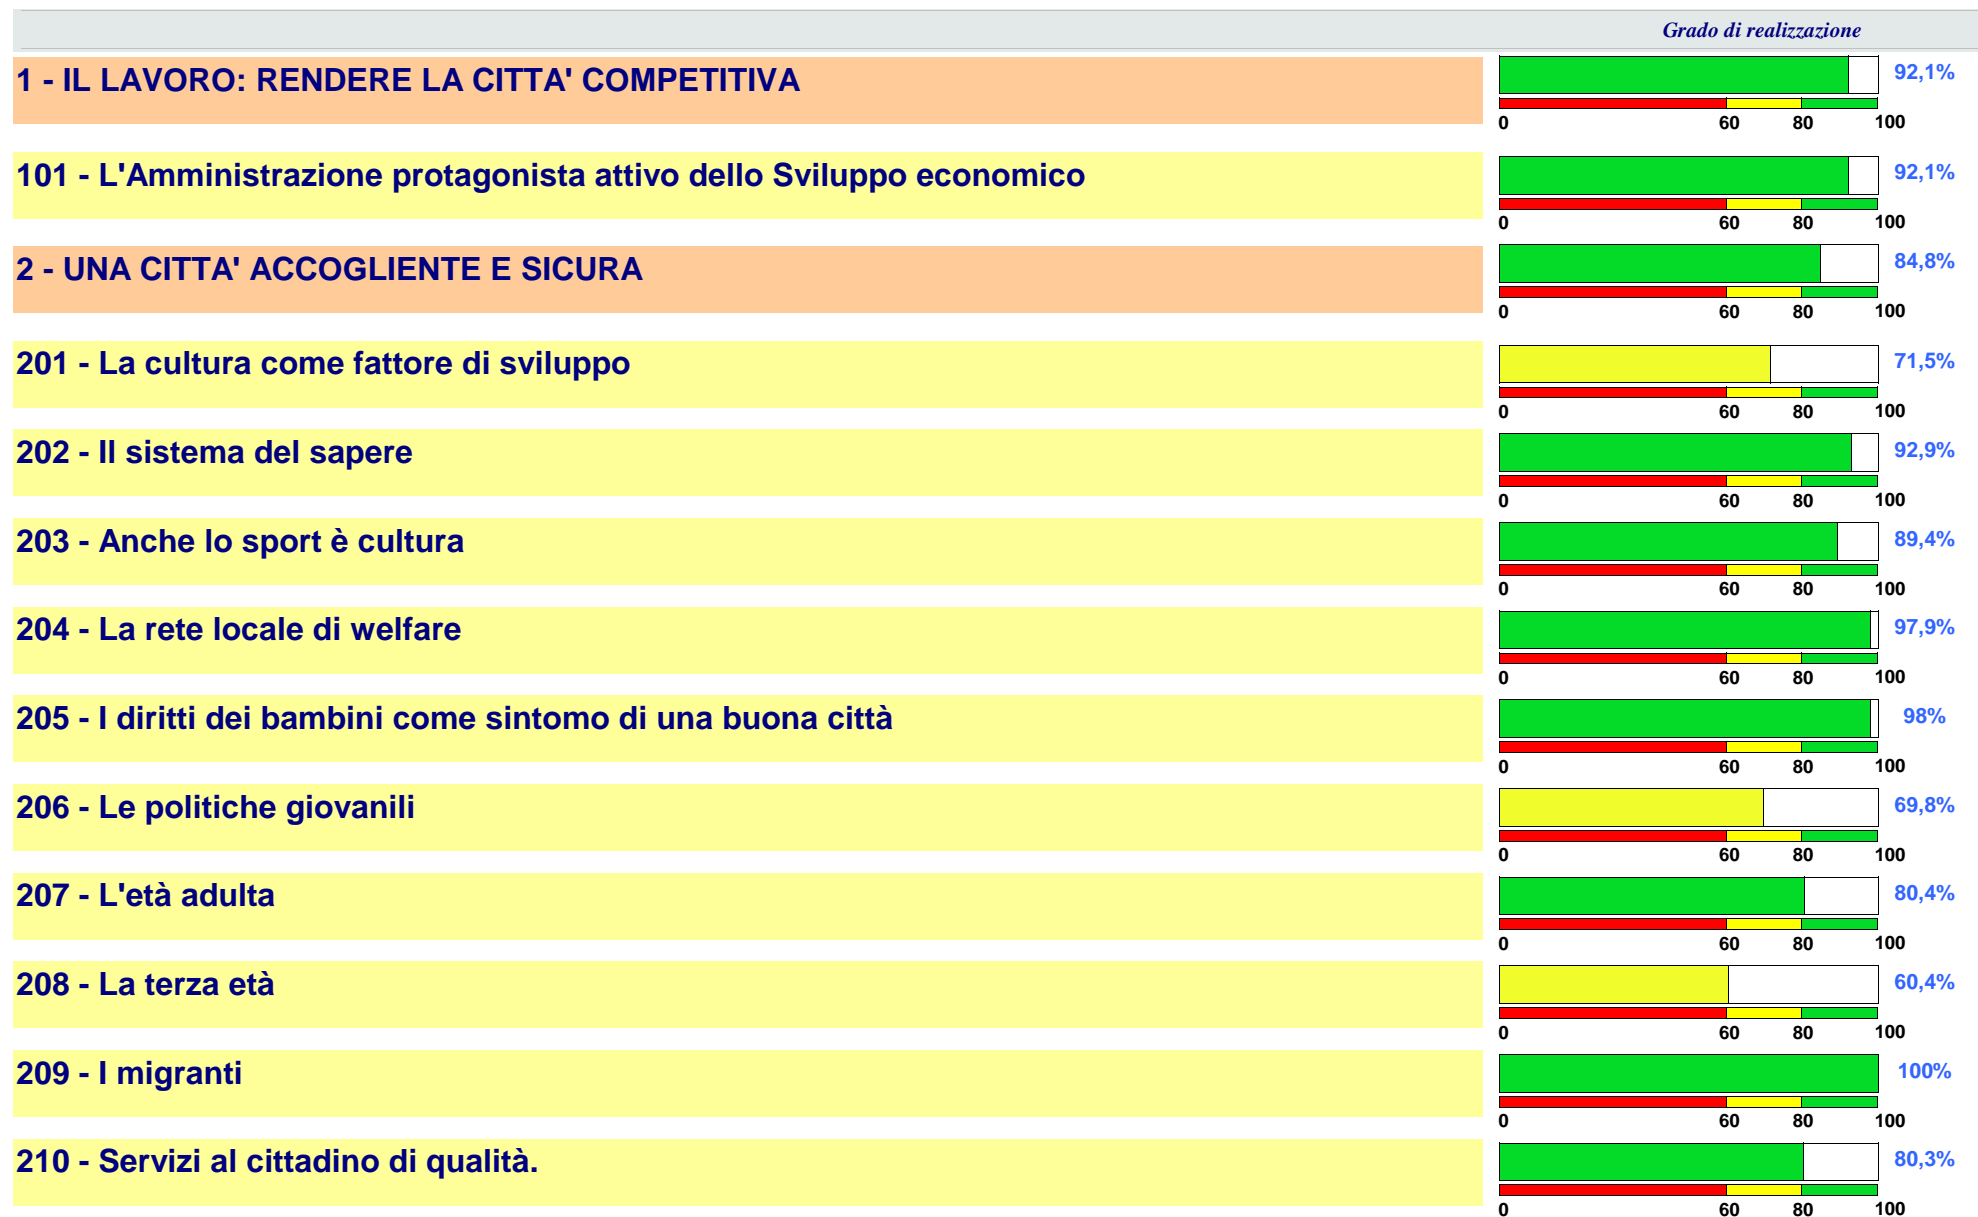 Grado di realizzazione
1 - IL LAVORO: RENDERE LA CITTA' COMPETITIVA 92,1%
0 60 80 100
101 - L'Amministrazione protagonista attivo dello Sviluppo economico 92,1%
0 60 80 100
2 - UNA CITTA' ACCOGLIENTE E SICURA 84,8%
0 60 80 100
201 - La cultura come fattore di sviluppo 71,5%
0 60 80 100
202 - Il sistema del sapere 92,9%
0 60 80 100
203 - Anche lo sport è cultura 89,4%
0 60 80 100
204 - La rete locale di welfare 97,9%
0 60 80 100
205 - I diritti dei bambini come sintomo di una buona città 98%
0 60 80 100
206 - Le politiche giovanili 69,8%
0 60 80 100
207 - L'età adulta 80,4%
0 60 80 100
208 - La terza età 60,4%
0 60 80 100
209 - I migranti 100%
0 60 80 100
210 - Servizi al cittadino di qualità. 80,3%
0 60 80 100